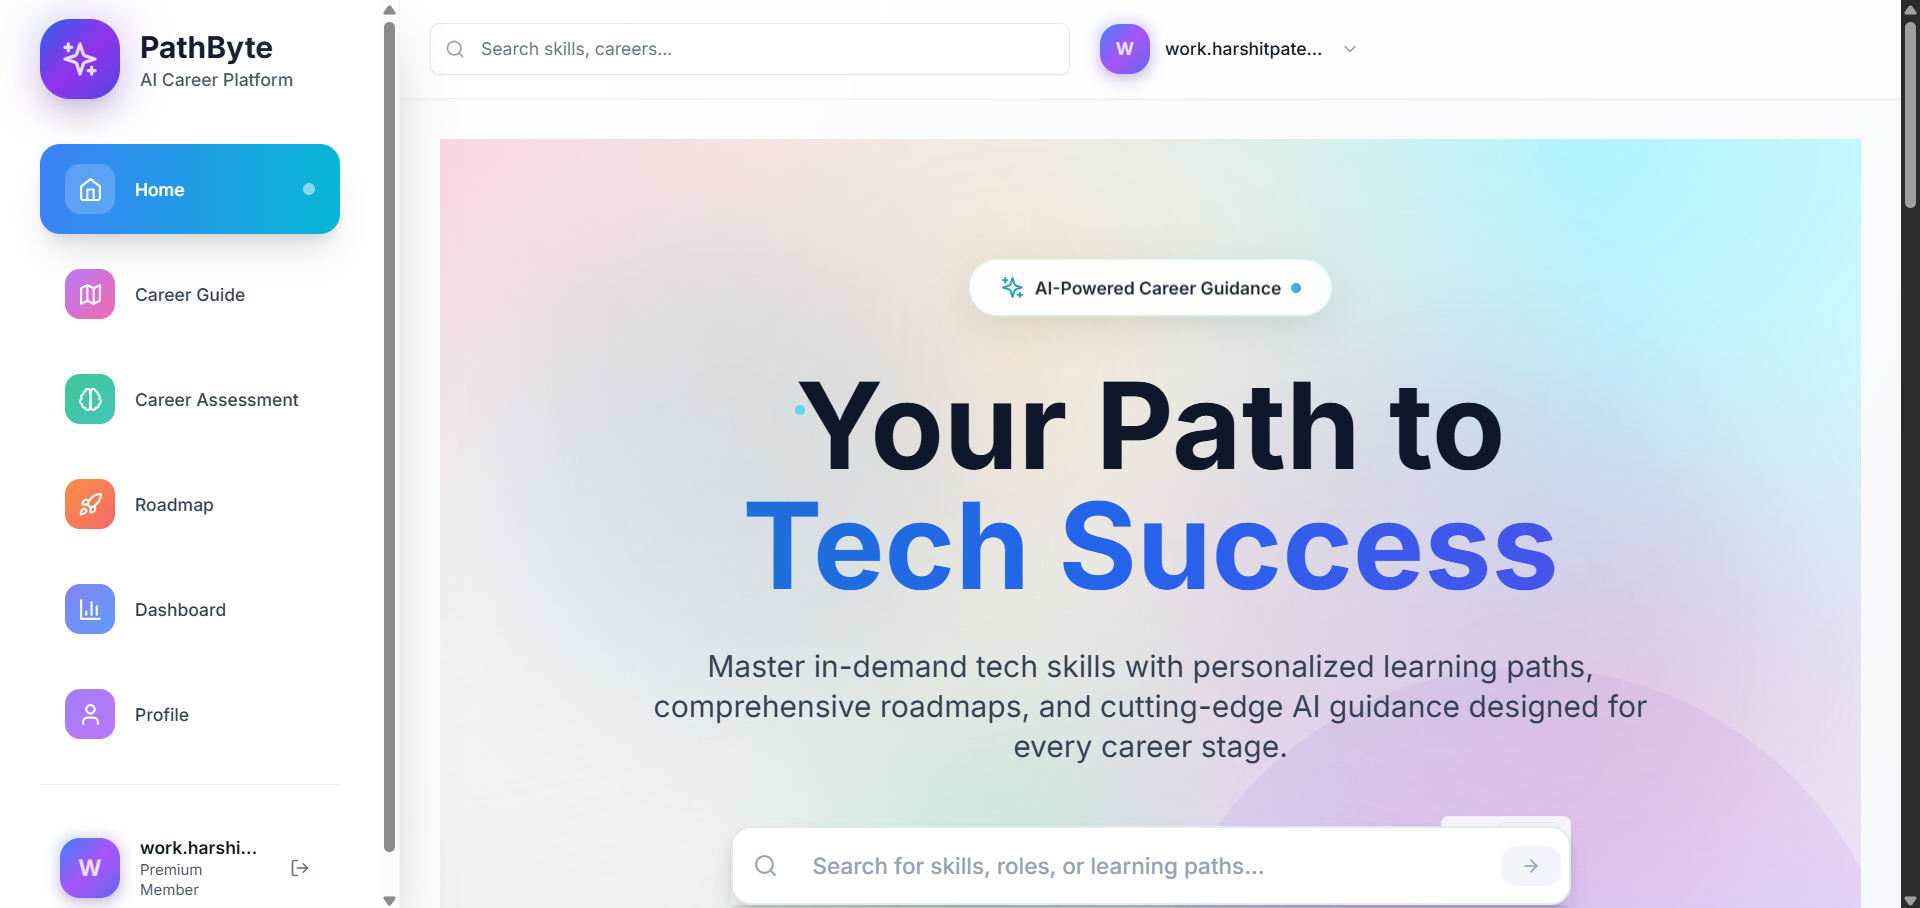 PathByte
AI Career Platform
Home
Career Guide
Career Assessment
Roadmap
Dashboard
Profile
W
work.harshi...
Premium
Member
Search skills, careers...
W
work.harshitpate...
AI-Powered Career Guidance
Your Path to
Tech Success
Master in-demand tech skills with personalized learning paths,
comprehensive roadmaps, and cutting-edge AI guidance designed for
every career stage.
Search for skills, roles, or learning paths...